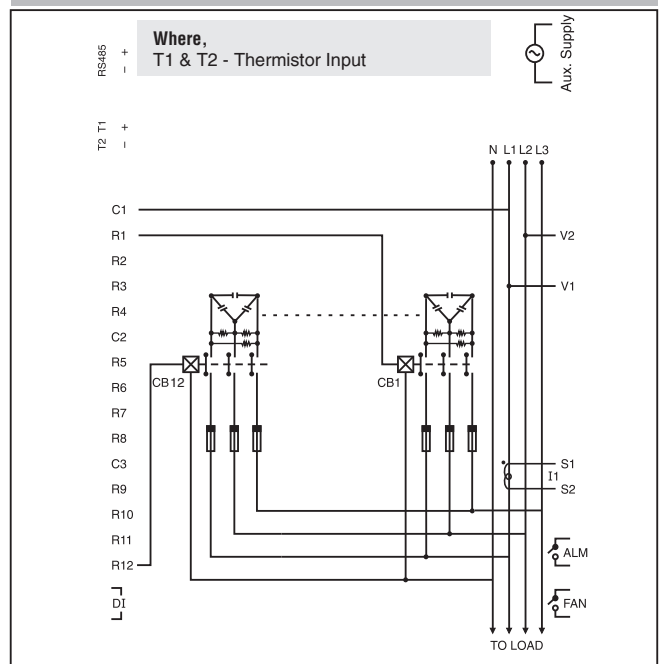 Where,
T1 & T2 - Thermistor Input
RS485
+
−
Aux. Supply
T2 T1
+
−
N L1 L2 L3
C1
R1
V2
R2
R3
V1
R4
C2
R5
CB12
CB1
R6
R7
R8
C3
S1
I1
R9
S2
R10
R11
ALM
R12
DI
FAN
TO LOAD